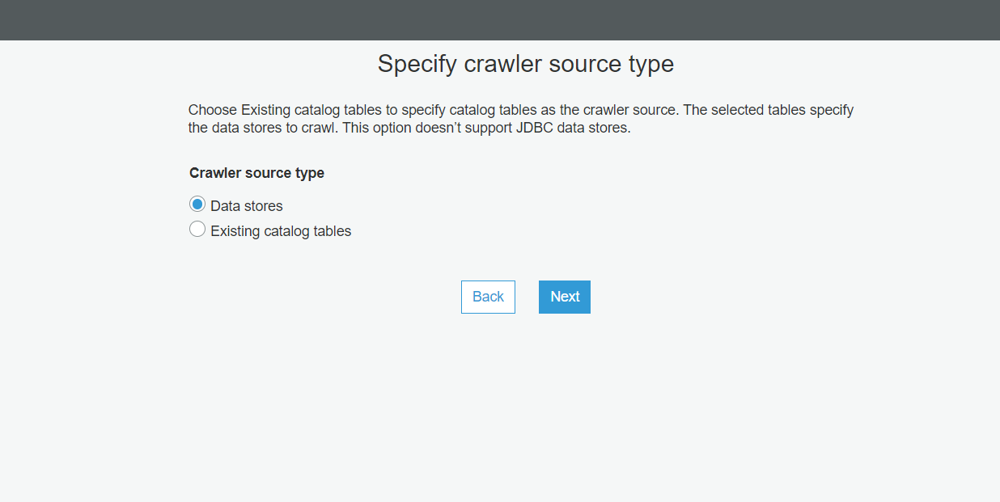 Specify crawler source type
Choose Existing catalog tables to specify catalog tables as the crawler source. The selected tables specify
the data stores to crawl. This option doesn’t support JDBC data stores.
Crawler source type
Data stores
Existing catalog tables
Back
Next